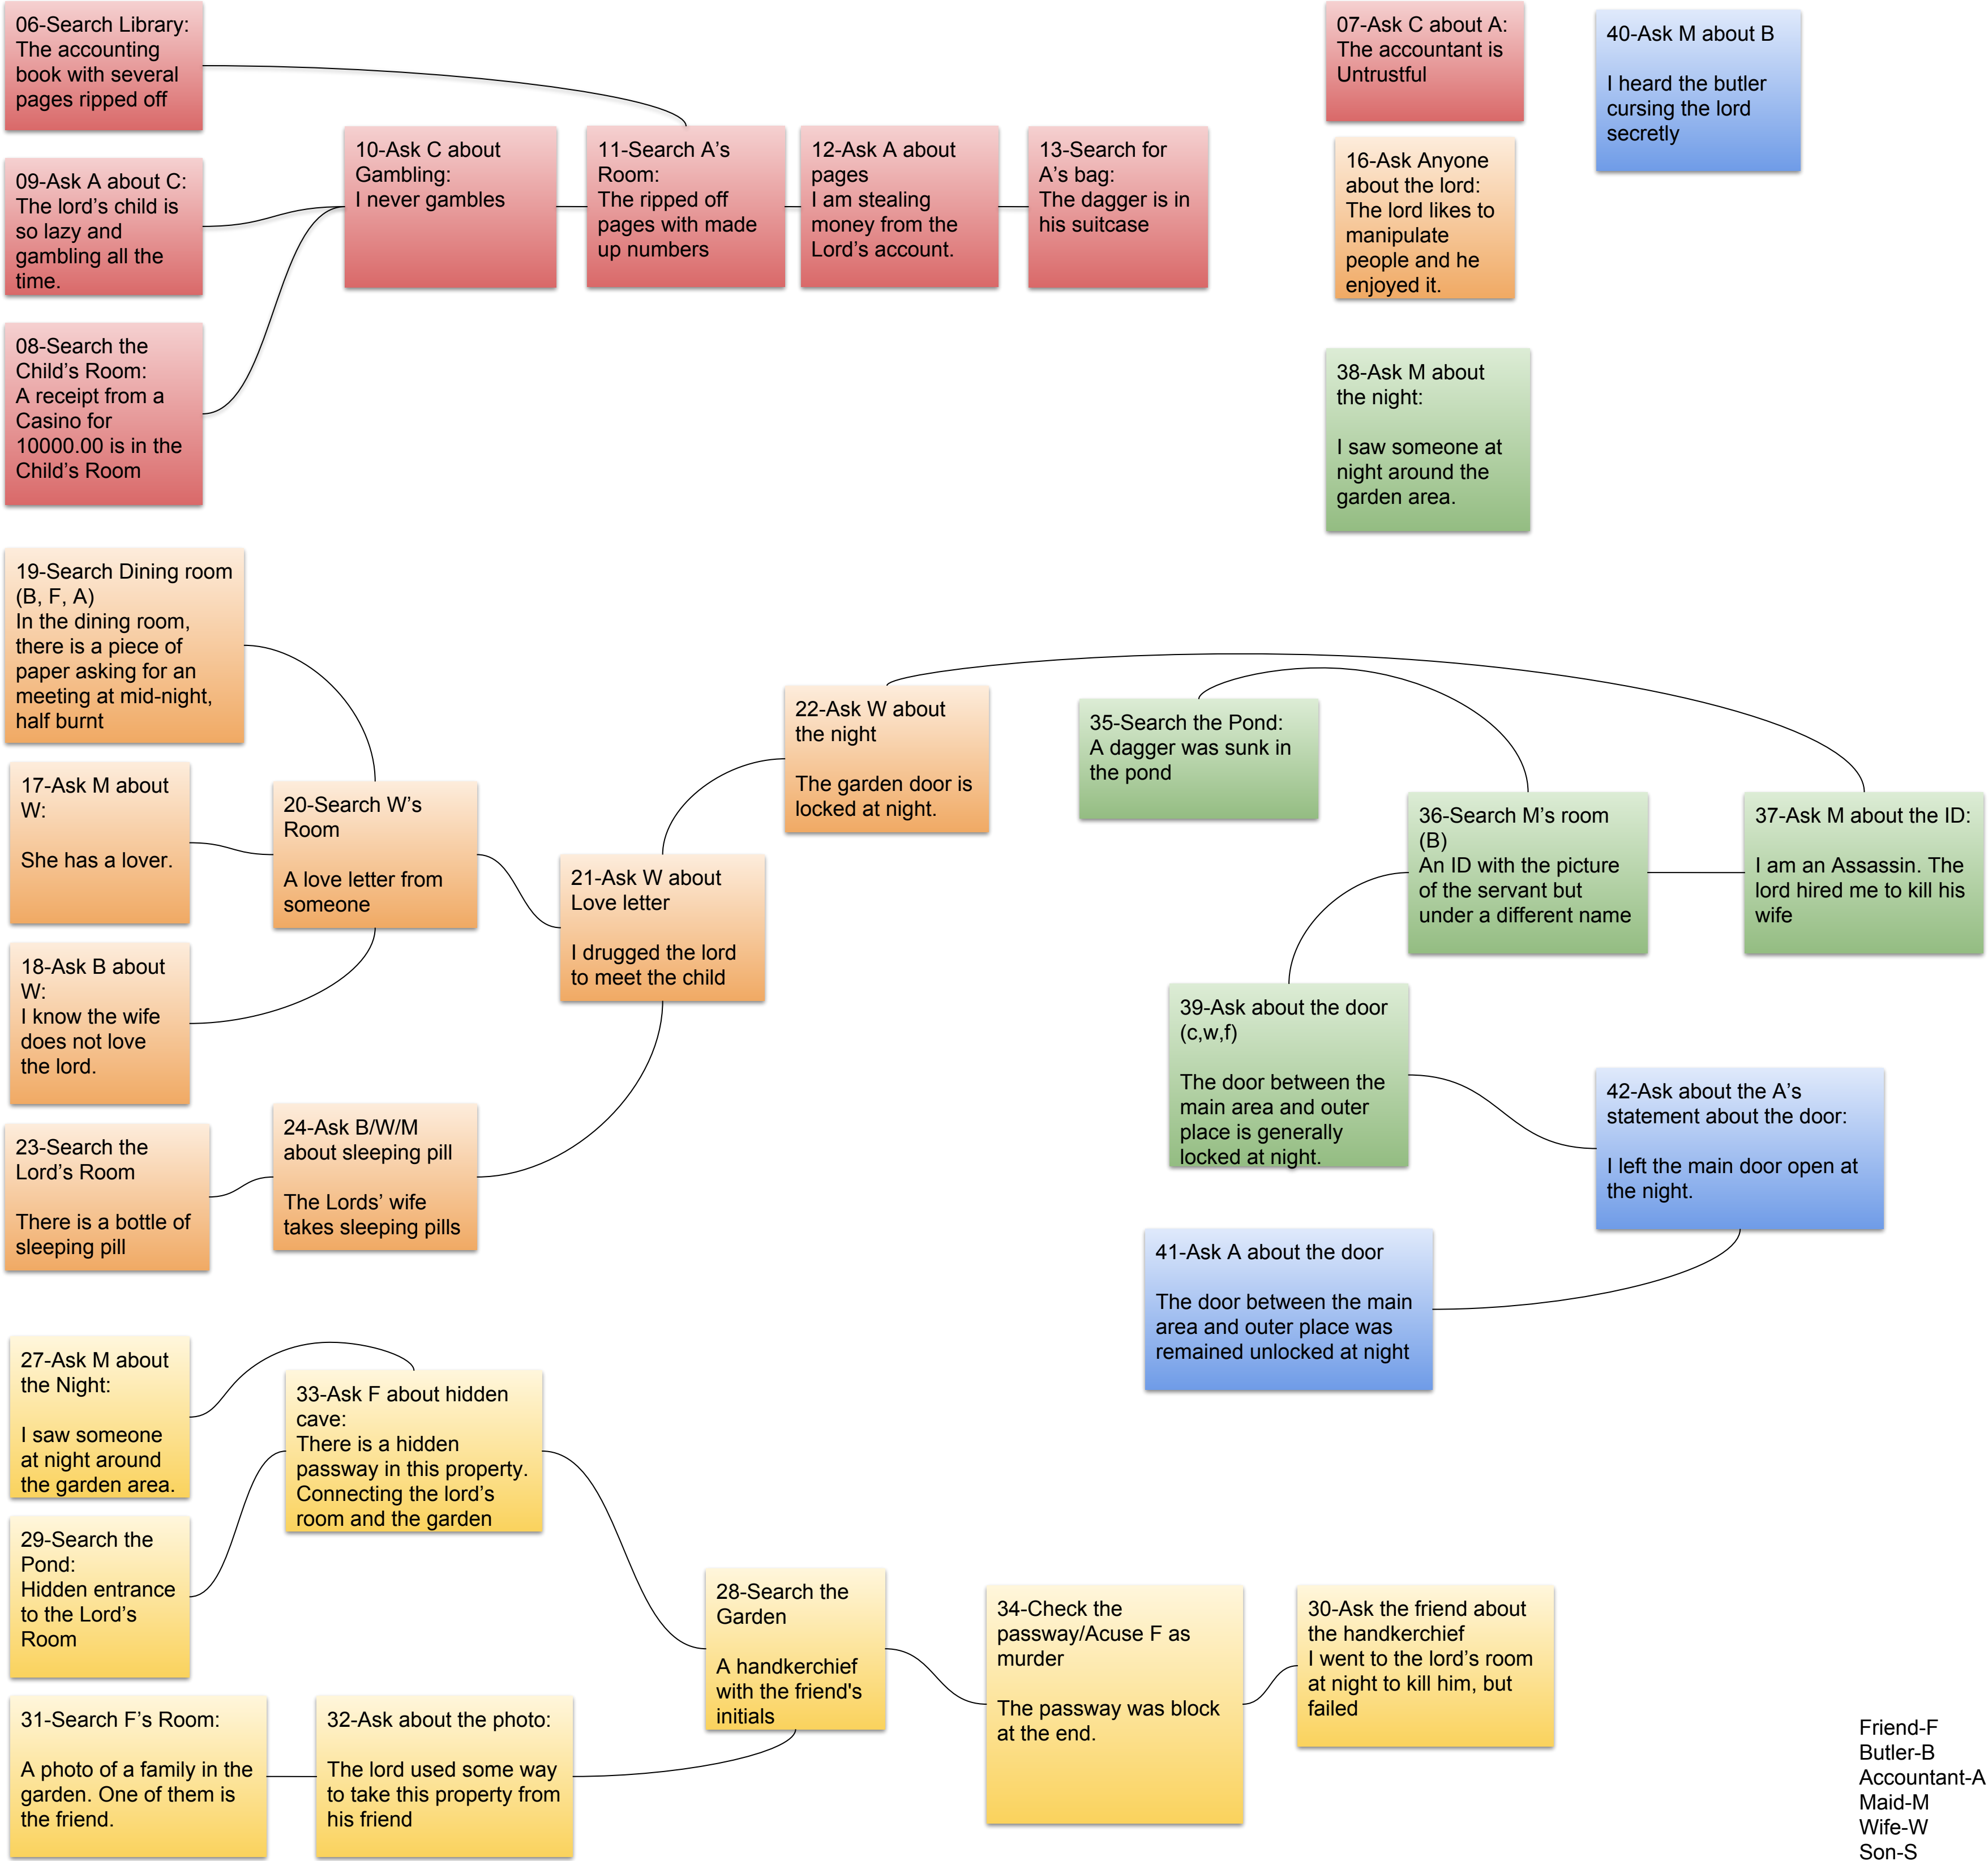 06-Search Library:
The accounting
book with several
pages ripped off
07-Ask C about A:
The accountant is
Untrustful
40-Ask M about B
I heard the butler
cursing the lord
secretly
09-Ask A about C:
The lord's child is
so lazy and
gambling all the
time.
10-Ask C about
Gambling:
I never gambles
11-Search A's
Room:
The ripped off
pages with made
up numbers
12-Ask A about
pages
I am stealing
money from the
Lord's account.
13-Search for
A's bag:
The dagger is in
his suitcase
16-Ask Anyone
about the lord:
The lord likes to
manipulate
people and he
enjoyed it.
08-Search the
Child's Room:
A receipt from a
Casino for
10000.00 is in the
Child's Room
38-Ask M about
the night:
I saw someone at
night around the
garden area.
19-Search Dining room
(B, F, A)
In the dining room,
there is a piece of
paper asking for an
meeting at mid-night,
half burnt
17-Ask M about
W:
She has a lover.
20-Search W's
Room
A love letter from
someone
18-Ask B about
W:
I know the wife
does not love
the lord.
21-Ask W about
Love letter
I drugged the lord
to meet the child
22-Ask W about
the night
The garden door is
locked at night.
35-Search the Pond:
A dagger was sunk in
the pond
36-Search M's room
(B)
An ID with the picture
of the servant but
under a different name
37-Ask M about the ID:
I am an Assassin. The
lord hired me to kill his
wife
39-Ask about the door
(c,w,f)
The door between the
main area and outer
place is generally
locked at night.
42-Ask about the A's
statement about the door:
I left the main door open at
the night.
23-Search the
Lord's Room
There is a bottle of
sleeping pill
24-Ask B/W/M
about sleeping pill
The Lords' wife
takes sleeping pills
41-Ask A about the door
The door between the main
area and outer place was
remained unlocked at night
27-Ask M about
the Night:
I saw someone
at night around
the garden area.
33-Ask F about hidden
cave:
There is a hidden
passway in this property.
Connecting the lord's
room and the garden
29-Search the
Pond:
Hidden entrance
to the Lord's
Room
28-Search the
Garden
A handkerchief
with the friend's
initials
34-Check the
passway/Acuse F as
murder
The passway was block
at the end.
30-Ask the friend about
the handkerchief
I went to the lord's room
at night to kill him, but
failed
31-Search F's Room:
A photo of a family in the
garden. One of them is
the friend.
32-Ask about the photo:
The lord used some way
to take this property from
his friend
Friend-F
Butler-B
Accountant-A
Maid-M
Wife-W
Son-S